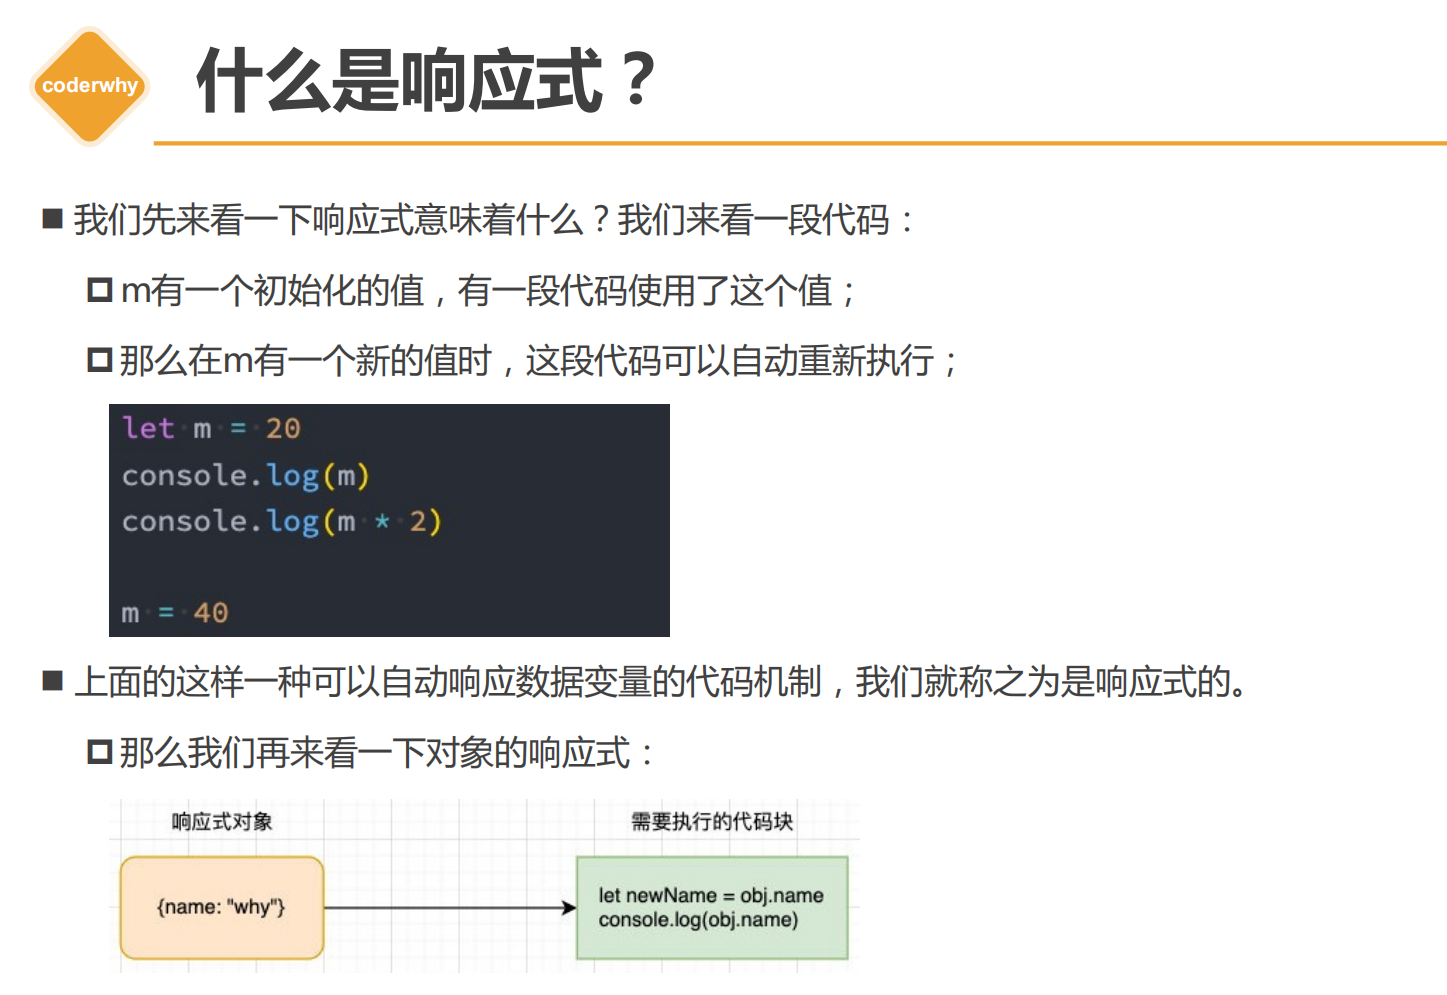 coderwhy
什么是响应式？
我们先来看一下响应式意味着什么？我们来看一段代码：
m有一个初始化的值，有一段代码使用了这个值；
那么在m有一个新的值时，这段代码可以自动重新执行；
let m = 20
console.log(m)
console.log(m * 2)
m = 40
上面的这样一种可以自动响应数据变量的代码机制，我们就称之为是响应式的。
那么我们再来看一下对象的响应式：
响应式对象
需要执行的代码块
{name: "why"}
let newName = obj.name
console.log(obj.name)